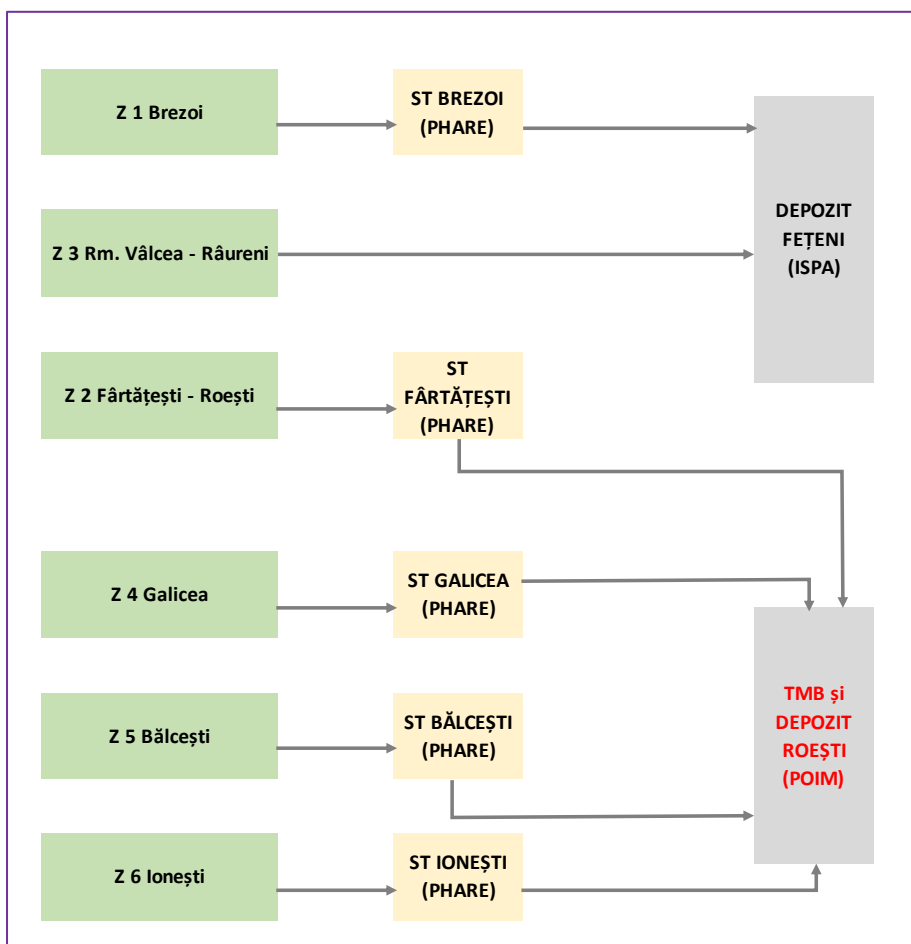 Z 1 Brezoi
ST BREZOI
(PHARE)
DEPOZIT
FEȚENI
(ISPA)
Z 3 Rm. Vâlcea - Râureni
Z 2 Fârtățești - Roești
ST
FÂRTĂȚEȘTI
(PHARE)
Z 4 Galicea
ST GALICEA
(PHARE)
TMB și
DEPOZIT
ROEȘTI
(POIM)
Z 5 Bălcești
ST BĂLCEȘTI
(PHARE)
Z 6 Ionești
ST IONEȘTI
(PHARE)